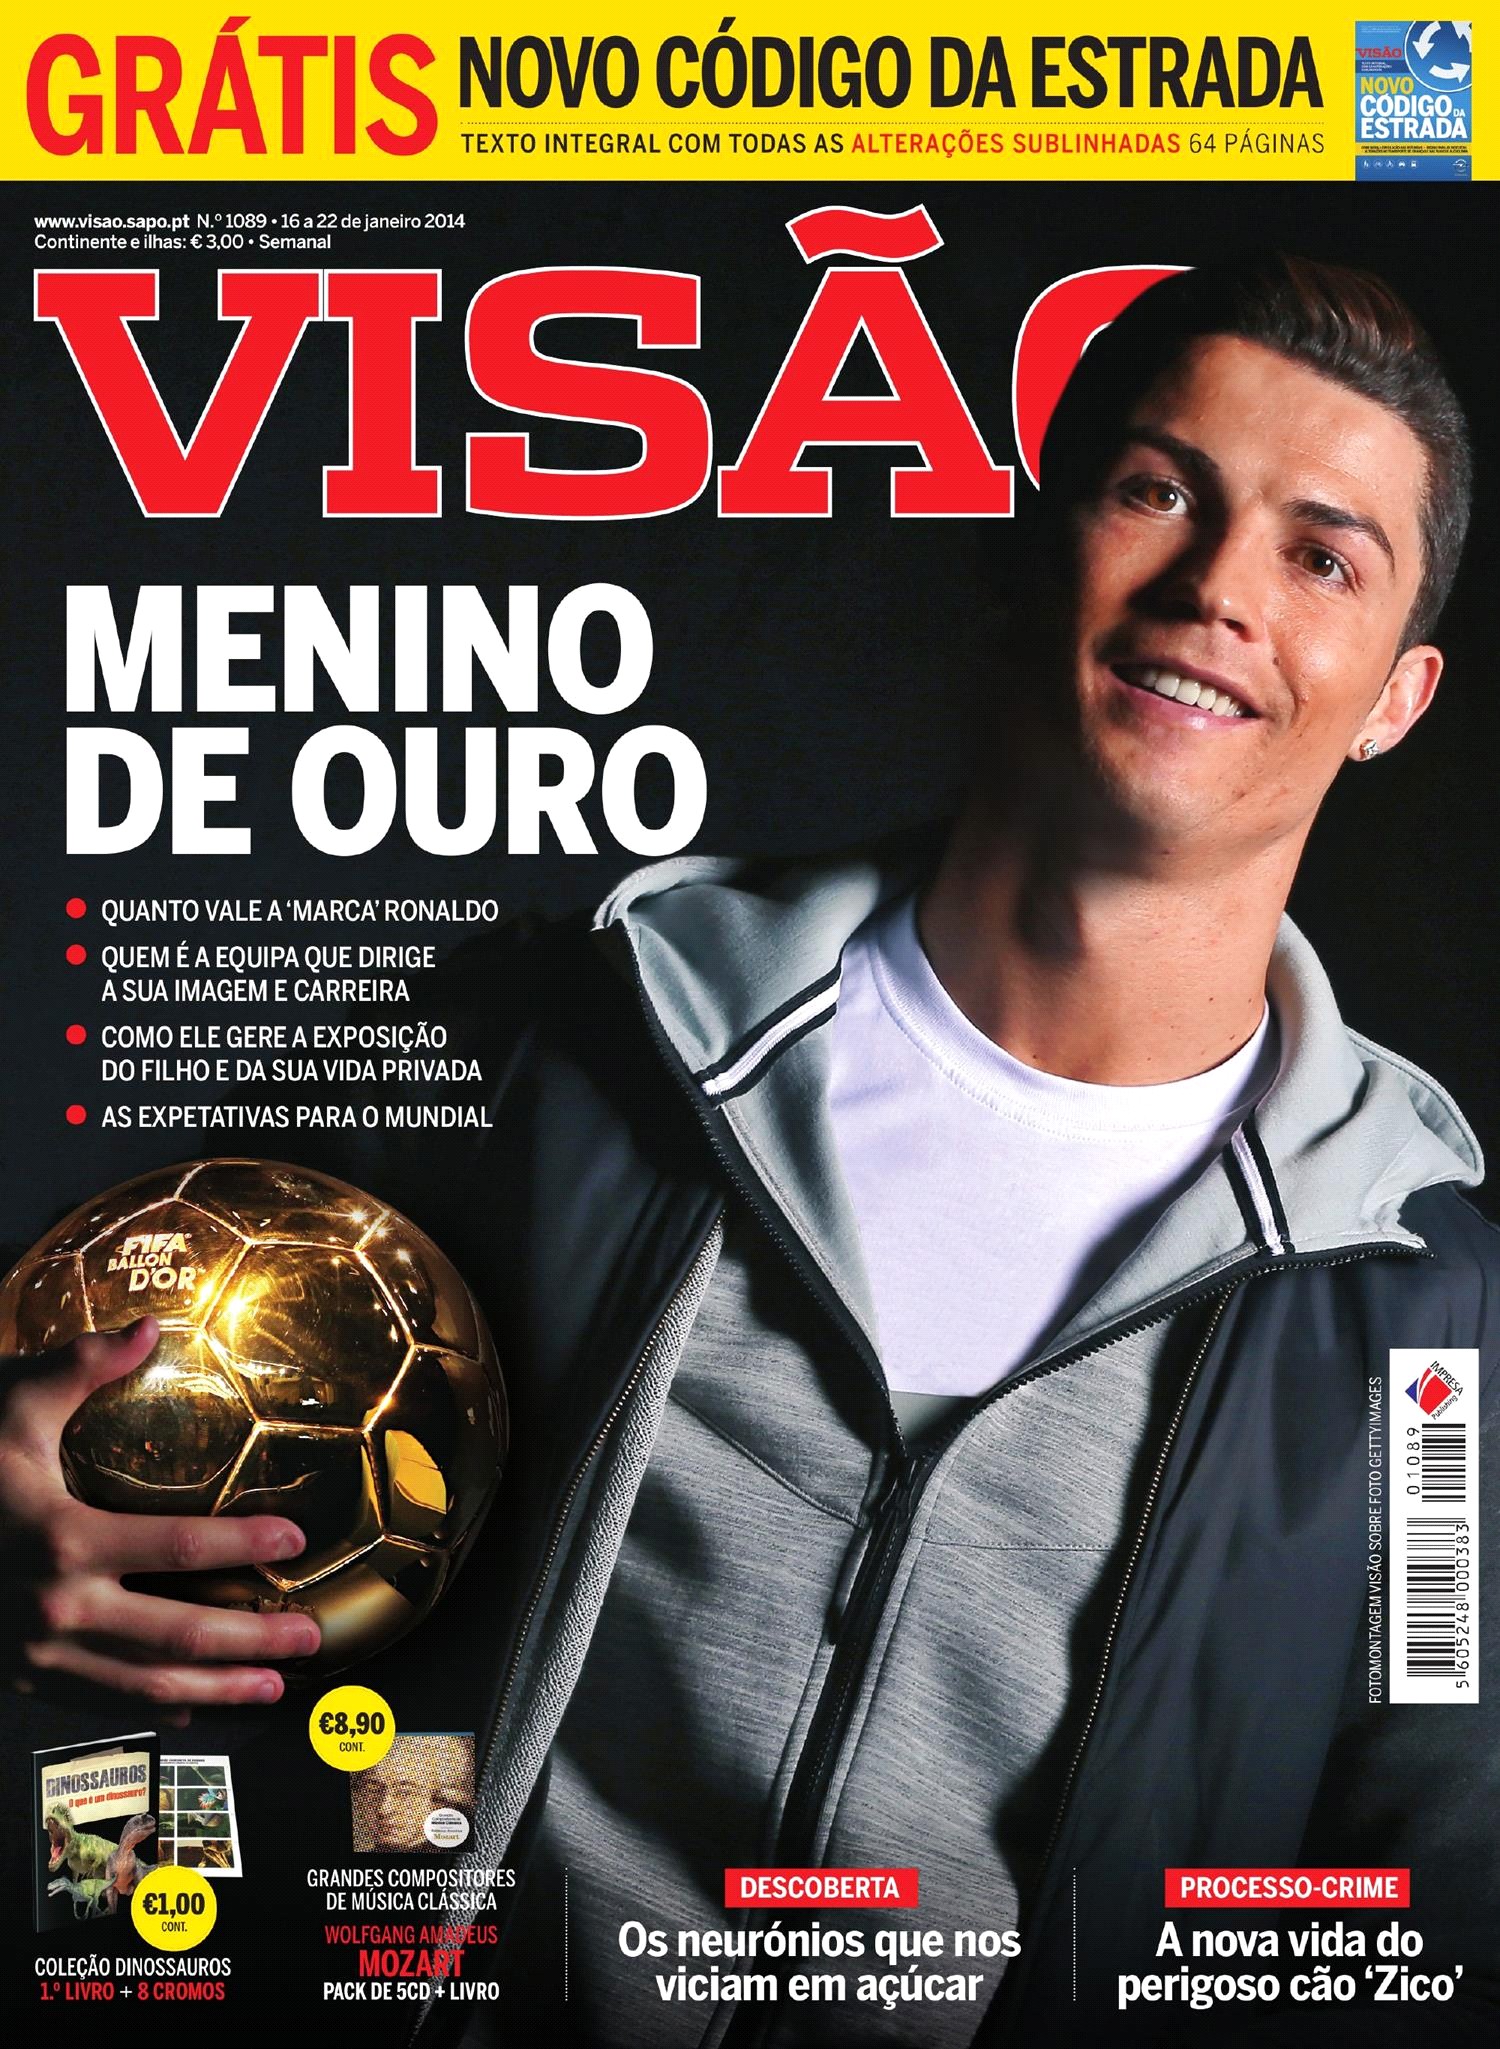 GRÁTIS
NOVO CÓDIGO DA ESTRADA
TEXTO INTEGRAL COM TODAS AS ALTERAÇÕES SUBLINHADAS 64 PÁGINAS
VISÃO
NOVO
CÓDIGO DA
ESTRADA
www.visao.sapo.pt N.º 1089 • 16 a 22 de janeiro 2014
Continente e ilhas: € 3,00 • Semanal
VISÃO
MENINO
DE OURO
QUANTO VALE A ‘MARCA’ RONALDO
QUEM É A EQUIPA QUE DIRIGE
A SUA IMAGEM E CARREIRA
COMO ELE GERE A EXPOSIÇÃO
DO FILHO E DA SUA VIDA PRIVADA
AS EXPETATIVAS PARA O MUNDIAL
FIFA
BALLON
D'OR
IMPRESA
Publishing
01089
5 605248 000383
FOTOMONTAGEM VISÃO SOBRE FOTO GETTYIMAGES
DINOSSAUROS
O que é um dinossauro?
€1,00
CONT.
COLEÇÃO DINOSSAUROS
1.º LIVRO + 8 CROMOS
€8,90
CONT.
Mozart
GRANDES COMPOSITORES
DE MÚSICA CLÁSSICA
WOLFGANG AMADEUS
MOZART
PACK DE 5CD + LIVRO
DESCOBERTA
Os neurónios que nos
viciam em açúcar
PROCESSO-CRIME
A nova vida do
perigoso cão ‘Zico’